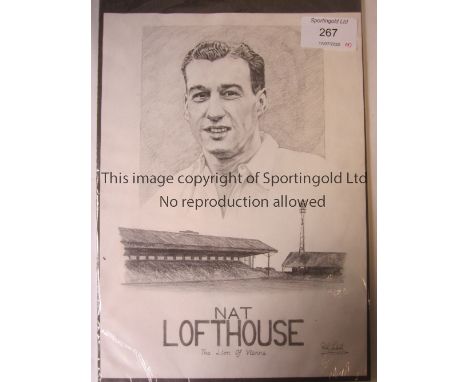 Sportingold Ltd
267
This image copyright of Sportingold Ltd.
No reproduction allowed
NAT
LOFTHOUSE
The Lion Of Vienna